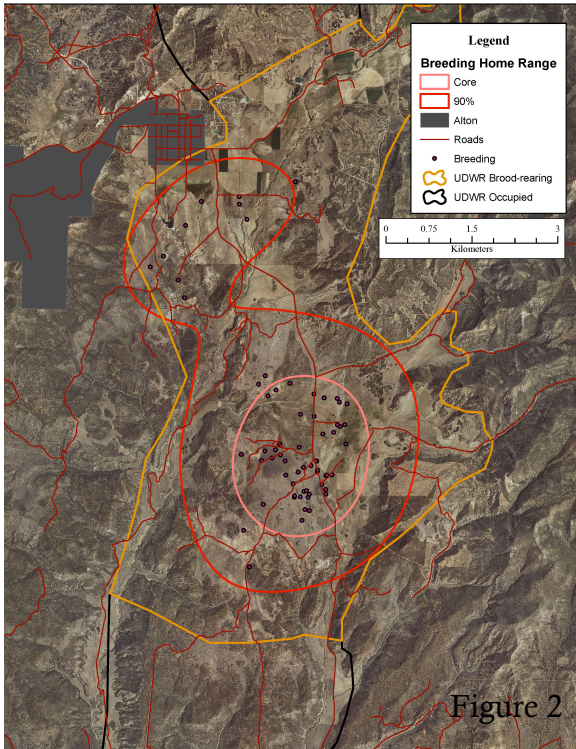 Legend
Breeding Home Range
Core
90%
Alton
Roads
Breeding
UDWR Brood-rearing
UDWR Occupied
0 0.75 1.5 3
Kilometers
Figure 2